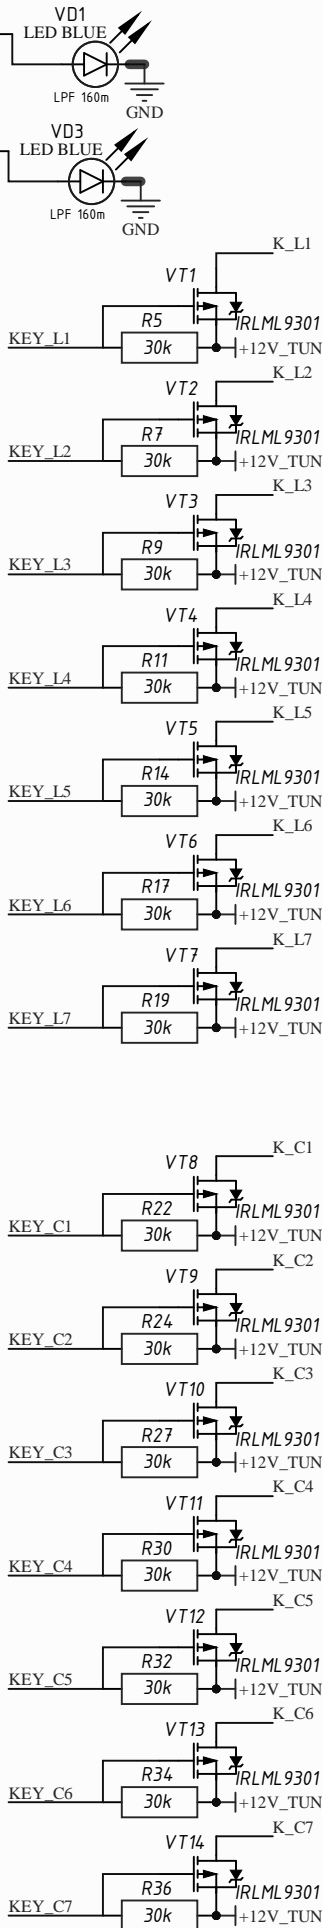 VD1
LED BLUE
LPF 160m
GND
VD3
LED BLUE
LPF 160m
GND
K_L1
VT1
R5
IRLML9301
KEY_L1
30k
+12V_TUN
K_L2
VT2
R7
IRLML9301
KEY_L2
30k
+12V_TUN
K_L3
VT3
R9
IRLML9301
KEY_L3
30k
+12V_TUN
K_L4
VT4
R11
IRLML9301
KEY_L4
30k
+12V_TUN
K_L5
VT5
R14
IRLML9301
KEY_L5
30k
+12V_TUN
K_L6
VT6
R17
IRLML9301
KEY_L6
30k
+12V_TUN
K_L7
VT7
R19
IRLML9301
KEY_L7
30k
+12V_TUN
K_C1
VT8
R22
IRLML9301
KEY_C1
30k
+12V_TUN
K_C2
VT9
R24
IRLML9301
KEY_C2
30k
+12V_TUN
K_C3
VT10
R27
IRLML9301
KEY_C3
30k
+12V_TUN
K_C4
VT11
R30
IRLML9301
KEY_C4
30k
+12V_TUN
K_C5
VT12
R32
IRLML9301
KEY_C5
30k
+12V_TUN
K_C6
VT13
R34
IRLML9301
KEY_C6
30k
+12V_TUN
K_C7
VT14
R36
IRLML9301
KEY_C7
30k
+12V_TUN